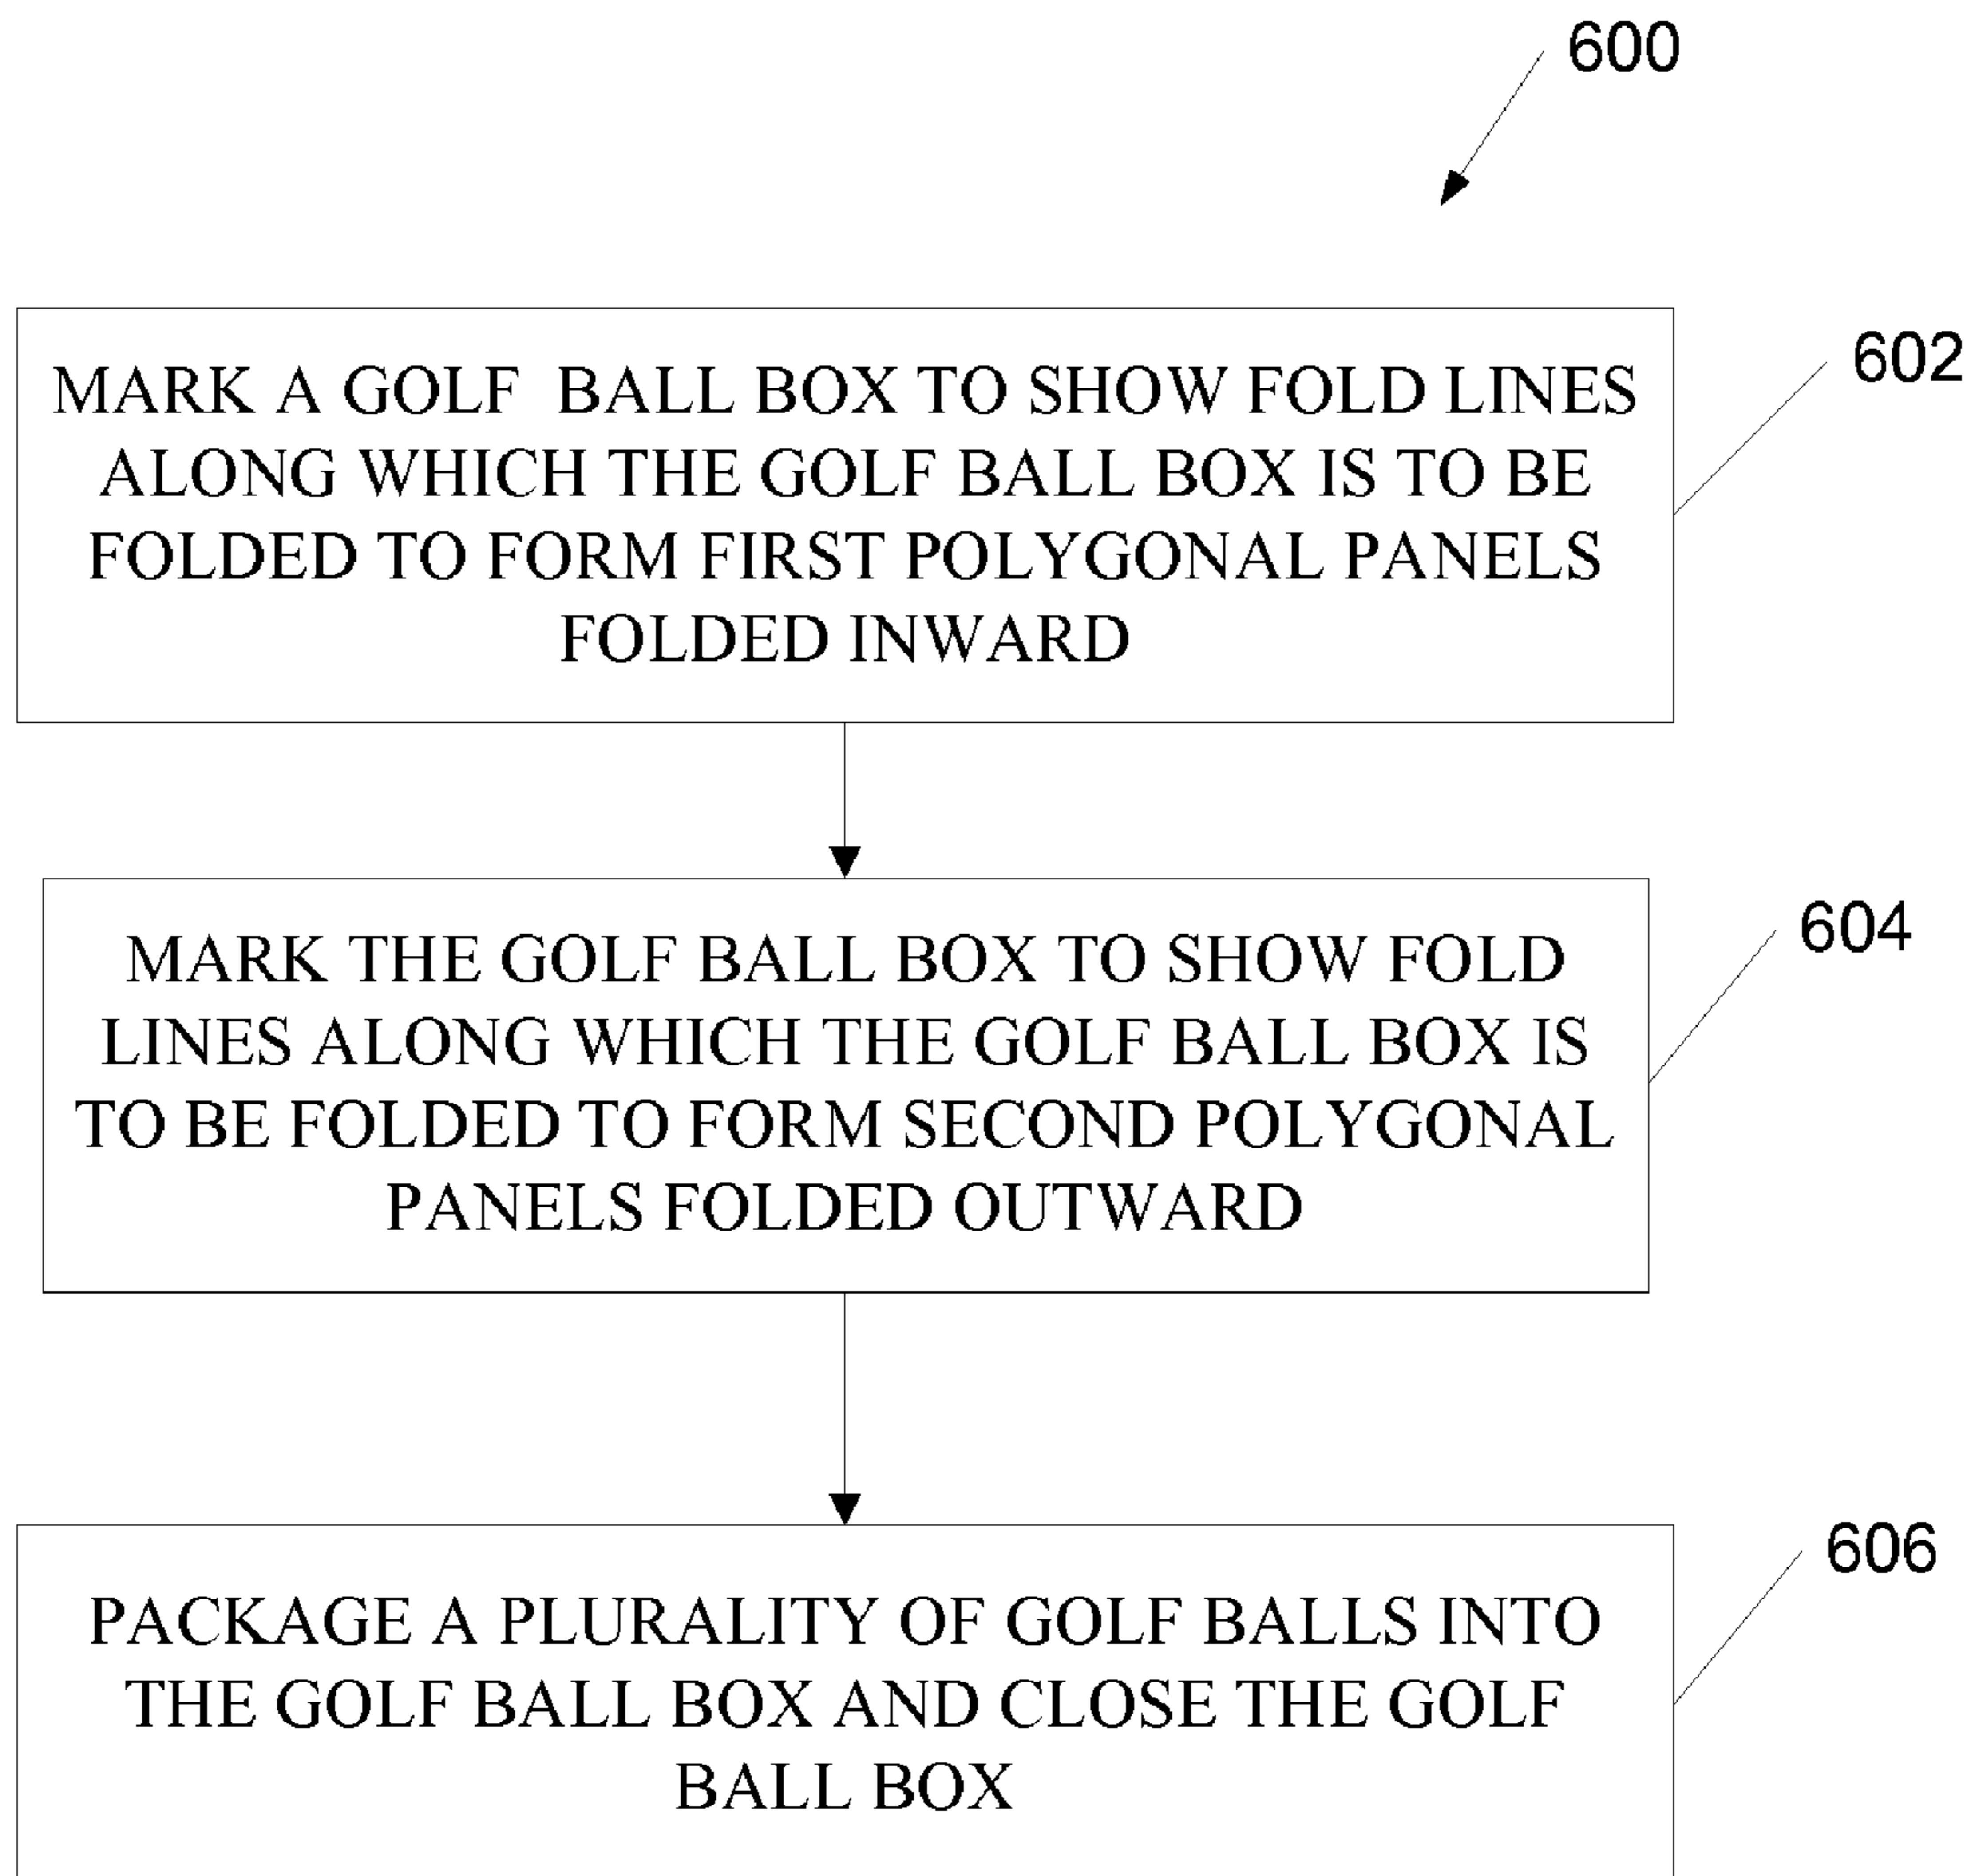 600
MARK A GOLF BALL BOX TO SHOW FOLD LINES
ALONG WHICH THE GOLF BALL BOX IS TO BE
FOLDED TO FORM FIRST POLYGONAL PANELS
FOLDED INWARD
602
MARK THE GOLF BALL BOX TO SHOW FOLD
LINES ALONG WHICH THE GOLF BALL BOX IS
TO BE FOLDED TO FORM SECOND POLYGONAL
PANELS FOLDED OUTWARD
604
PACKAGE A PLURALITY OF GOLF BALLS INTO
THE GOLF BALL BOX AND CLOSE THE GOLF
BALL BOX
606